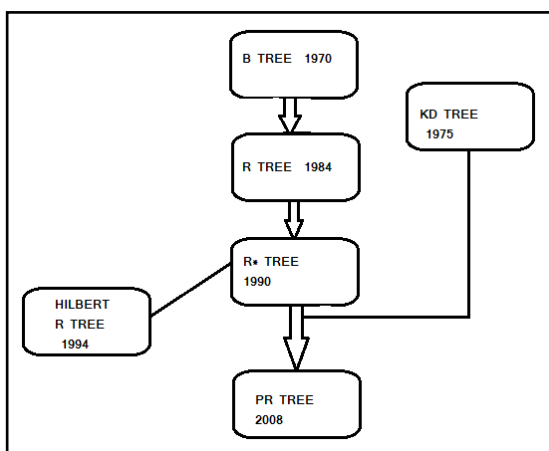 B TREE 1970
KD TREE
1975
R TREE 1984
R* TREE
1990
HILBERT
R TREE
1994
PR TREE
2008